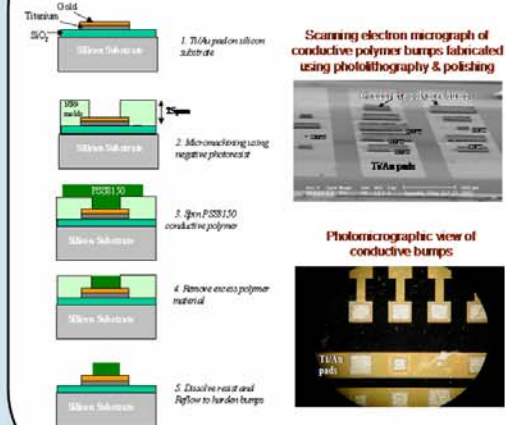 Gold
Titanium
SiO2
Silicon Substrate
1. Ti/Au pad on silicon
substrate
Silicon Substrate
2. Micromachining using
negative photoresist
PSS8150
Silicon Substrate
3. Spin PSS8150
conductive polymer
Silicon Substrate
4. Remove excess polymer
material
Silicon Substrate
5. Dissolve resist and
Reflow to harden bumps
Scanning electron micrograph of
conductive polymer bumps fabricated
using photolithography & polishing
Ti/Au pads
Photomicrographic view of
conductive bumps
Ti/Au
pads